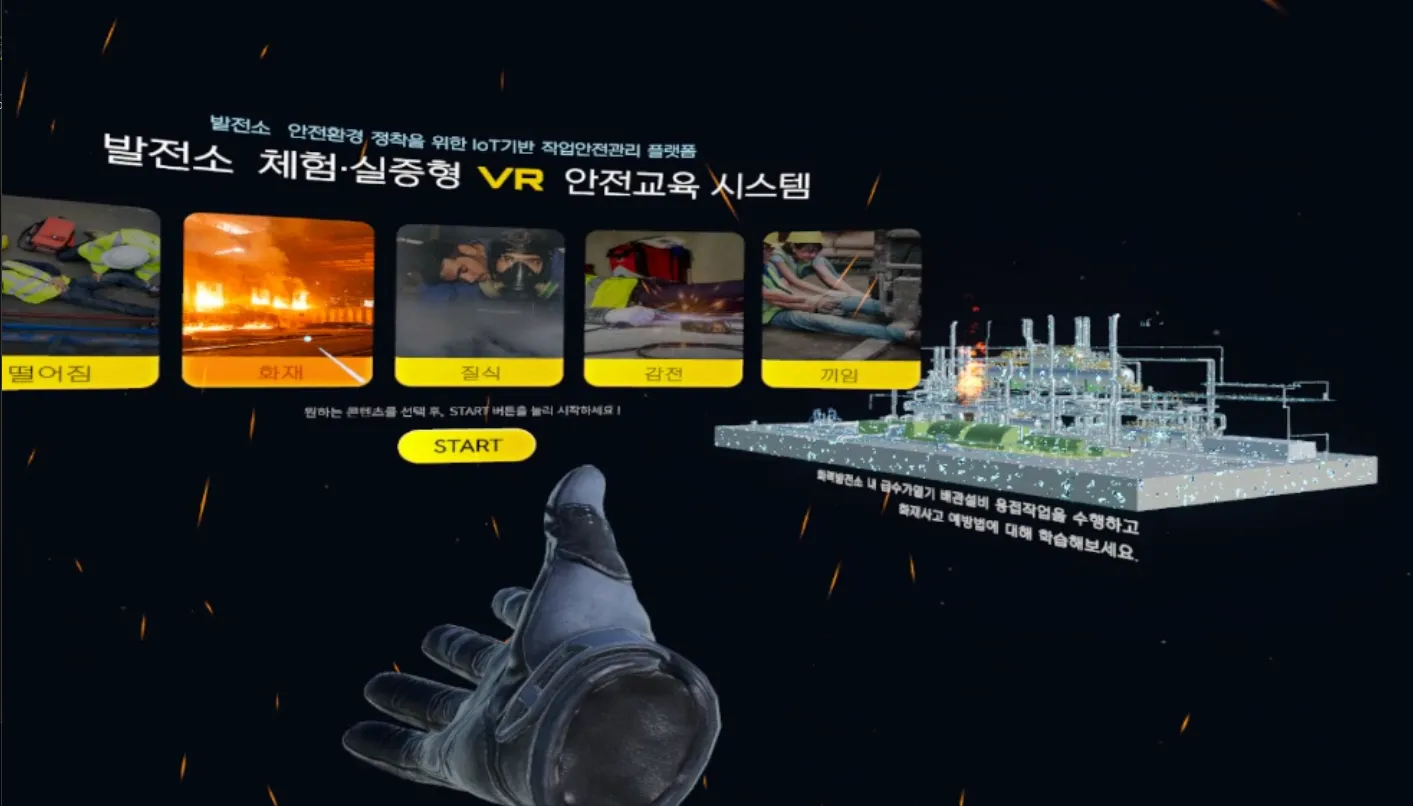 발전소 안전환경 정착을 위한 IoT기반 작업안전관리 플랫폼
발전소 체험·실증형 VR 안전교육 시스템
떨어짐
화재
질식
감전
끼임
원하는 콘텐츠를 선택 후, START 버튼을 눌러 시작하세요!
START
화력발전소 내 급수가열기 배관설비 용접작업을 수행하고
화재사고 예방법에 대해 학습해보세요.